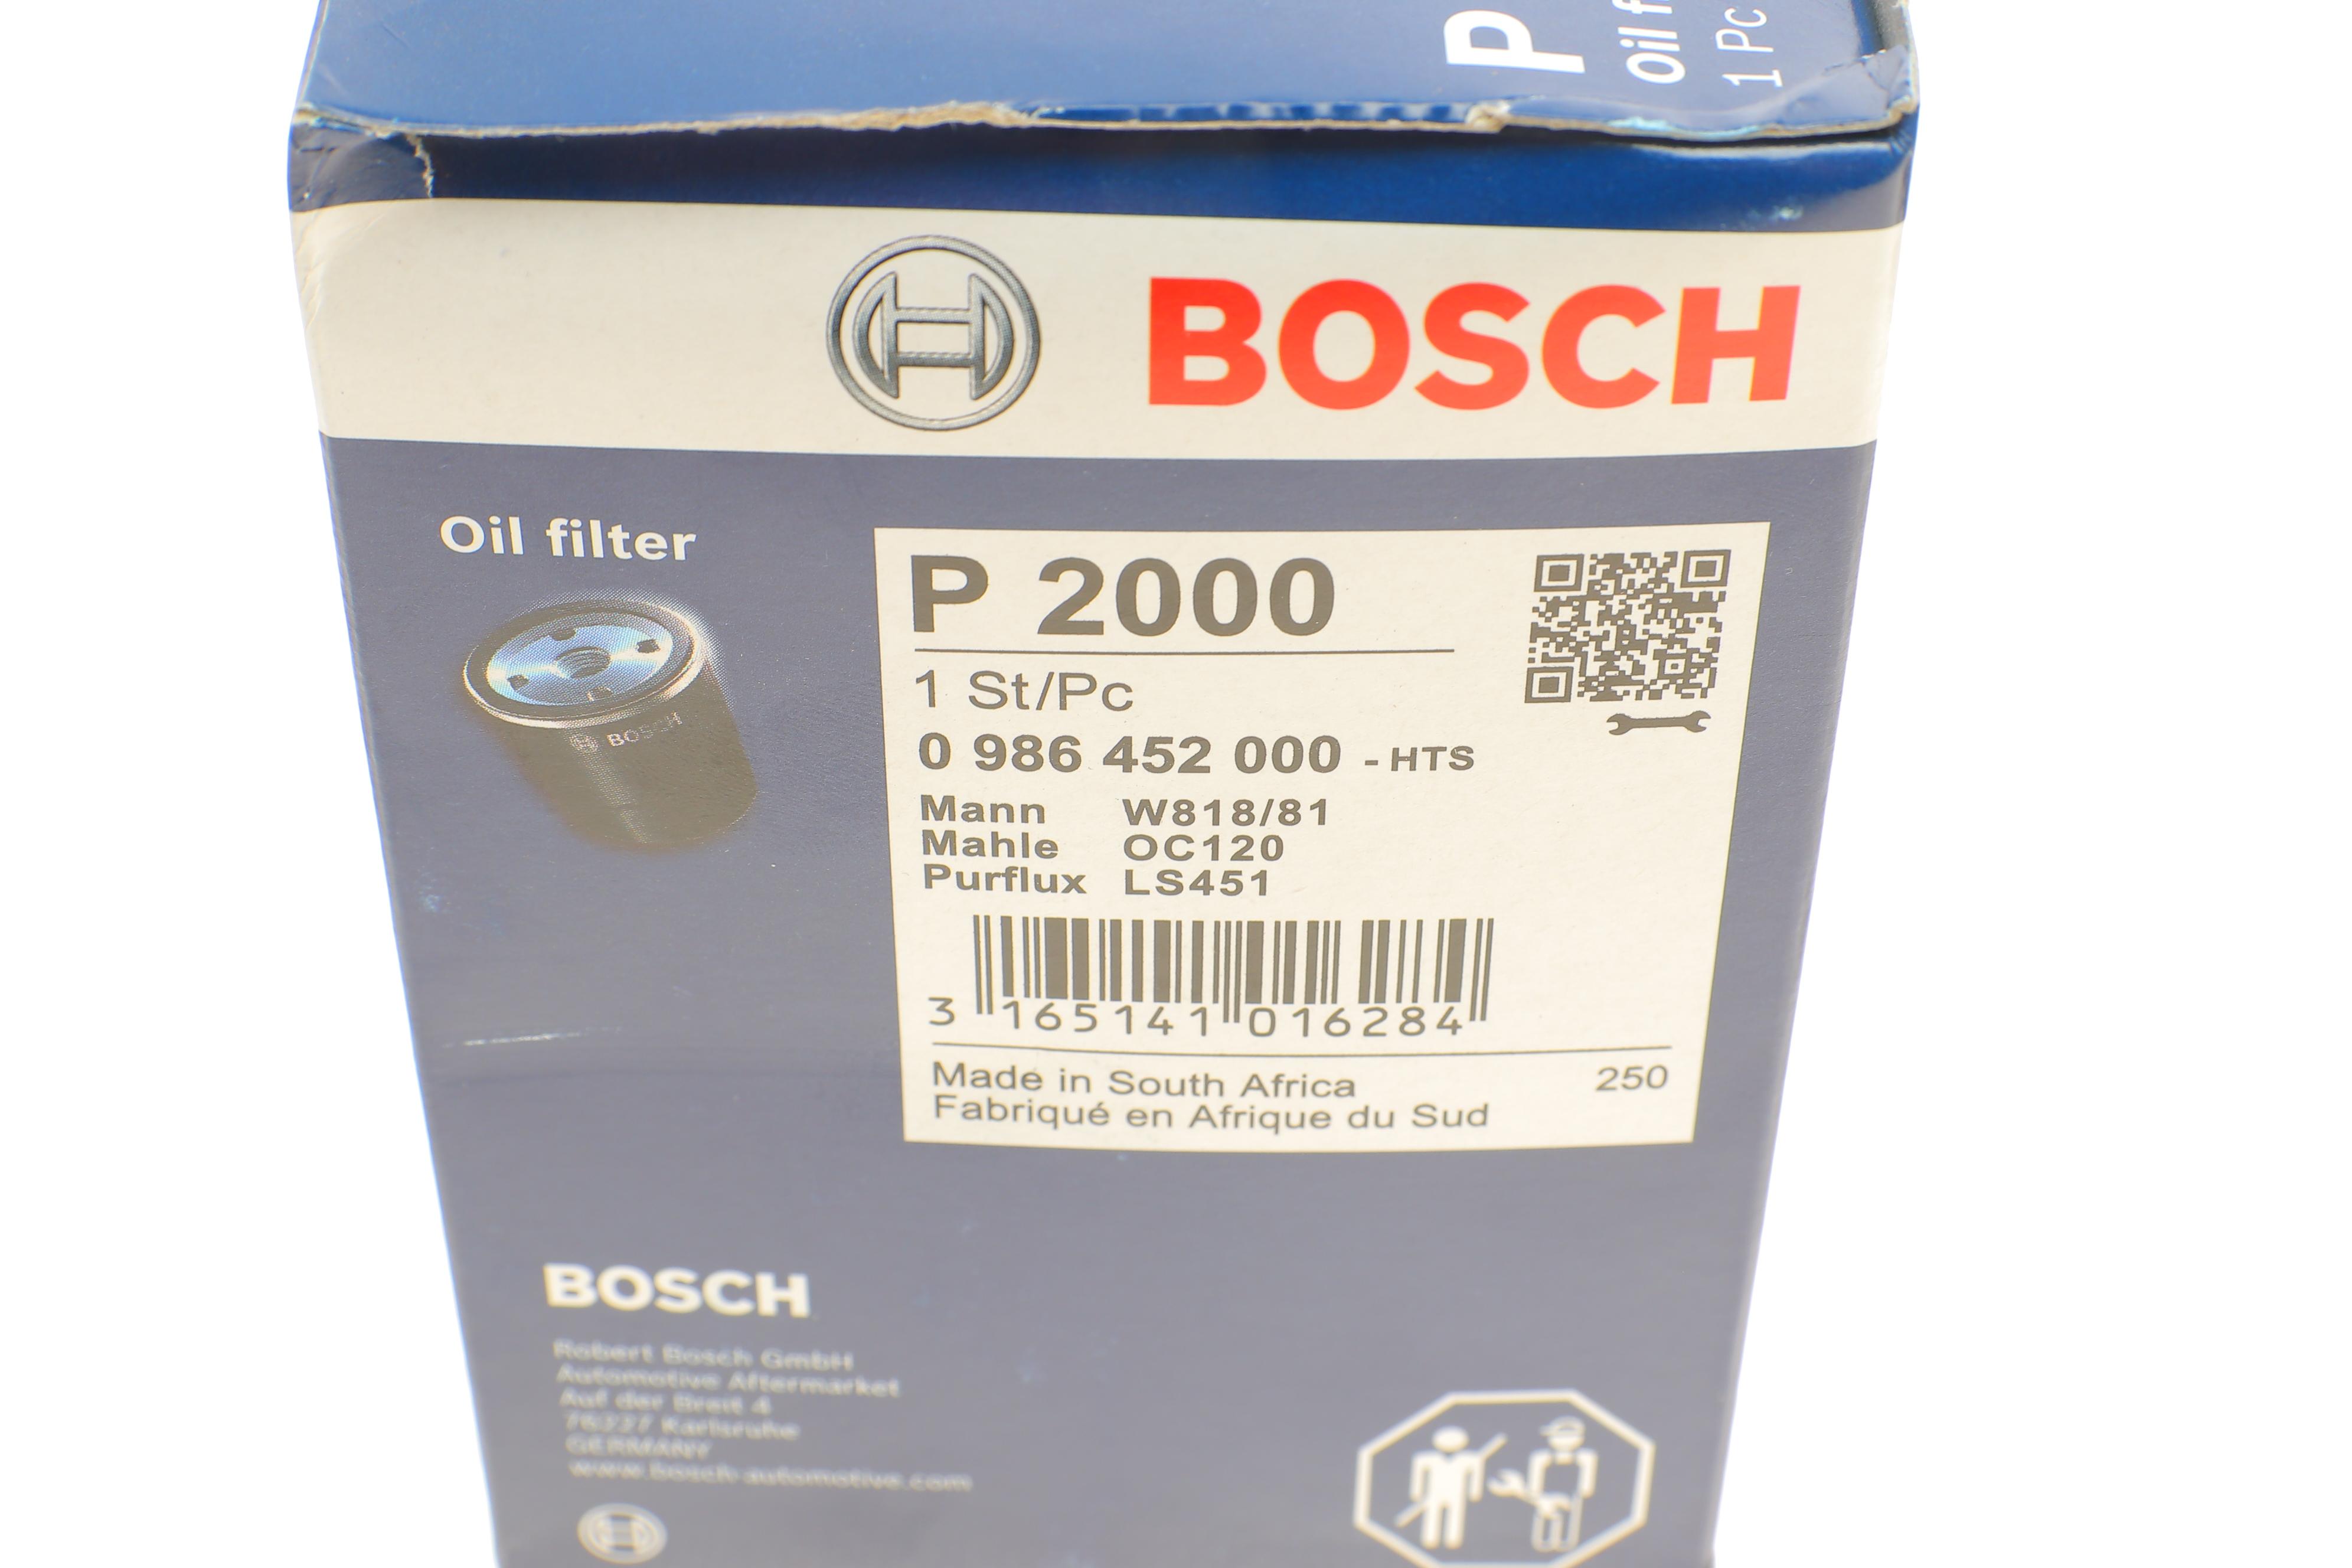 P
oil f
1 Pc
BOSCH
Oil filter
BOSCH
P 2000
1 St/Pc
0 986 452 000 - HTS
Mann W818/81
Mahle OC120
Purflux LS451
3 165141 016284
Made in South Africa 250
Fabriqué en Afrique du Sud
BOSCH
Robert Bosch GmbH
Automotive Aftermarket
Auf der Breit 4
76227 Karlsruhe
GERMANY
www.bosch-automotive.com